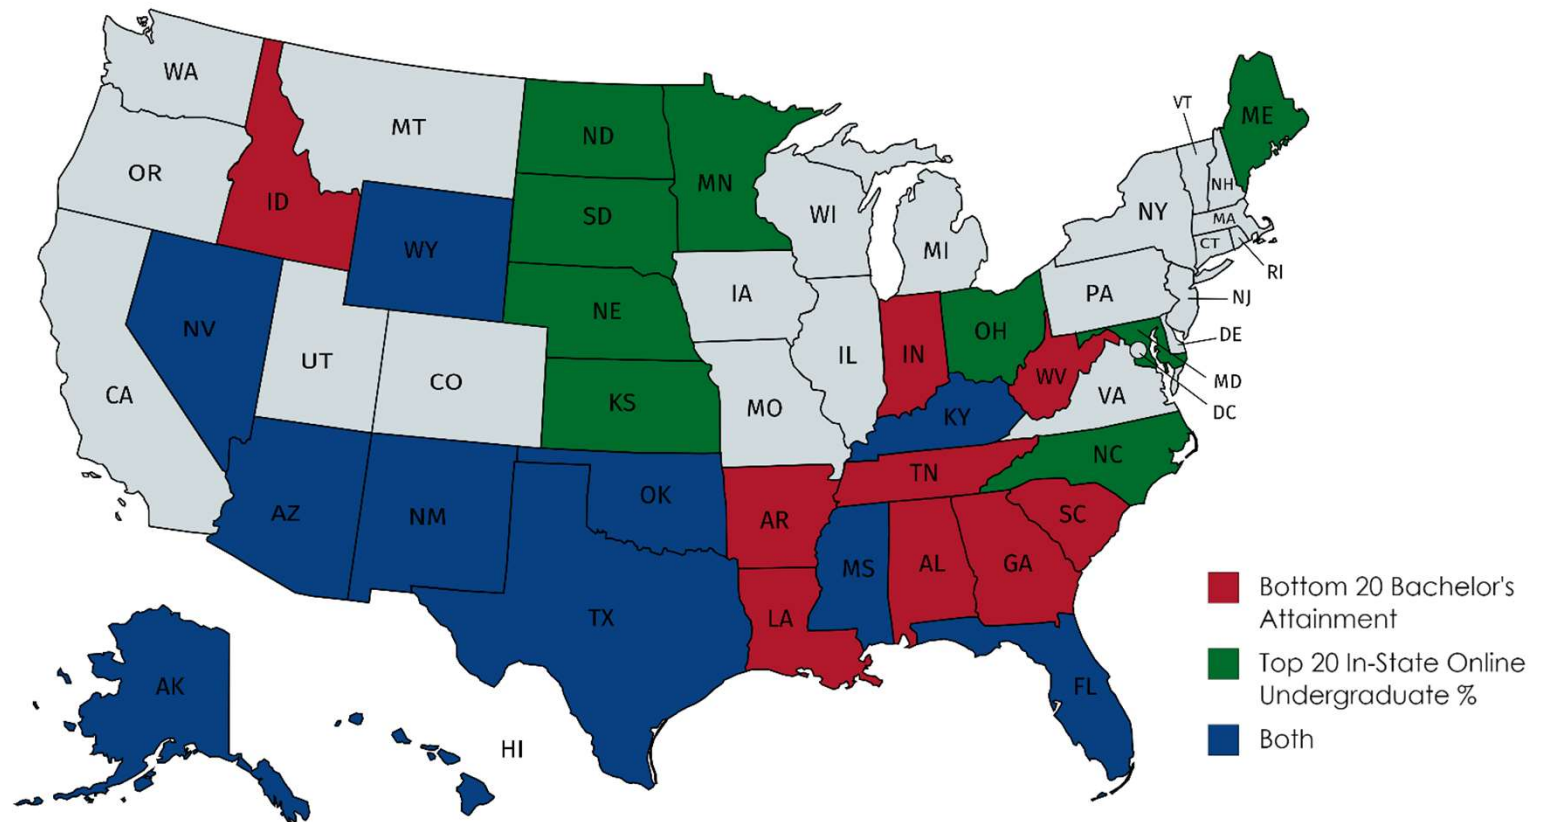 WA
MT
ND
MN
OR
ID
SD
WY
WI
MI
VT
ME
NH
NY
MA
CT
RI
NV
UT
CO
NE
IA
PA
NJ
OH
DE
IL
IN
WV
MD
CA
KS
MO
VA
DC
KY
AZ
NM
OK
AR
TN
NC
SC
MS
AL
GA
TX
LA
FL
AK
HI
Bottom 20 Bachelor's
Attainment
Top 20 In-State Online
Undergraduate %
Both